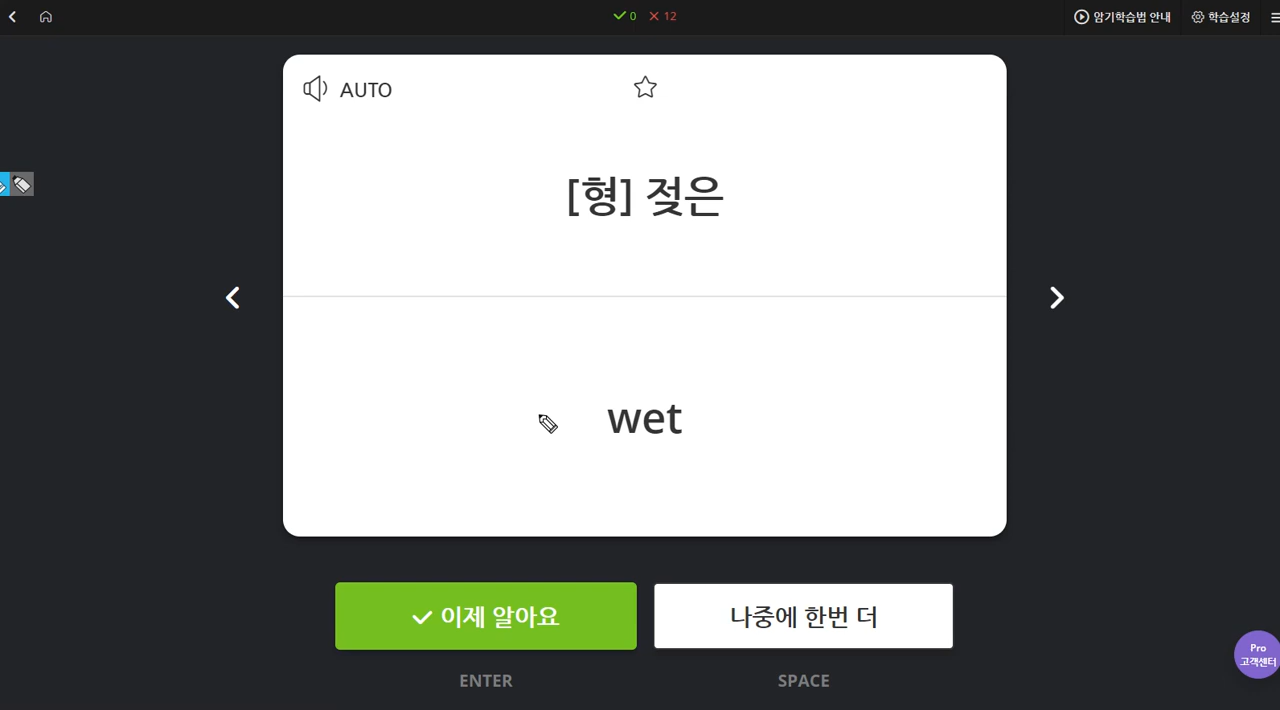 0 12 암기학습법 안내 학습설정
AUTO
[형] 젖은
wet
이제 알아요 나중에 한번 더
ENTER SPACE
Pro
고객센터